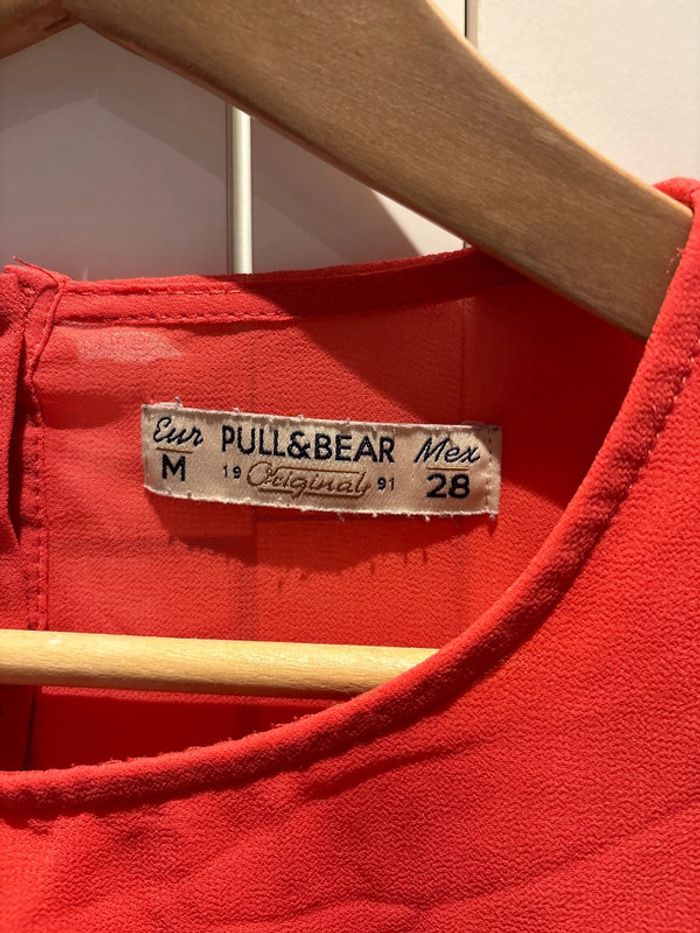 Eur PULL&BEAR Mex
M 19 Original 91 28